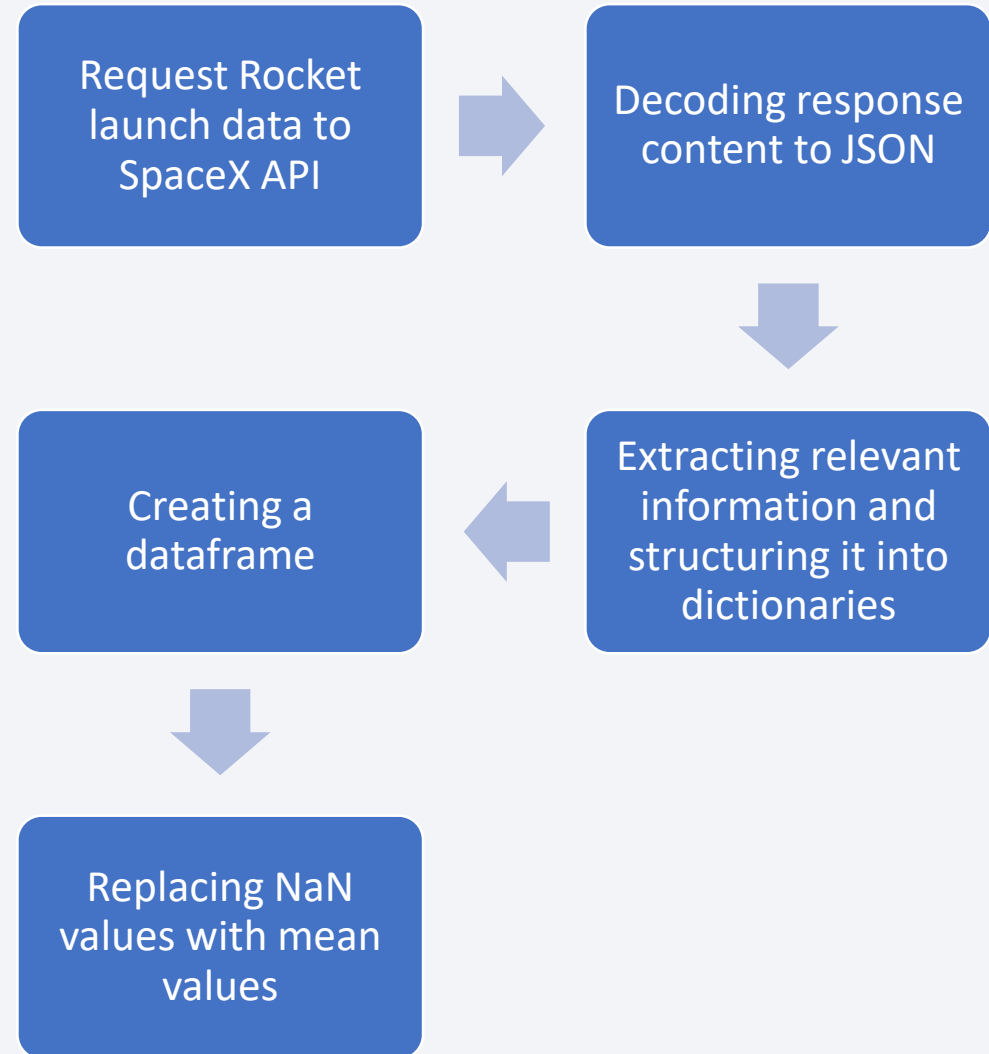 Request Rocket
launch data to
SpaceX API
Decoding response
content to JSON
Extracting relevant
information and
structuring it into
dictionaries
Creating a
dataframe
Replacing NaN
values with mean
values